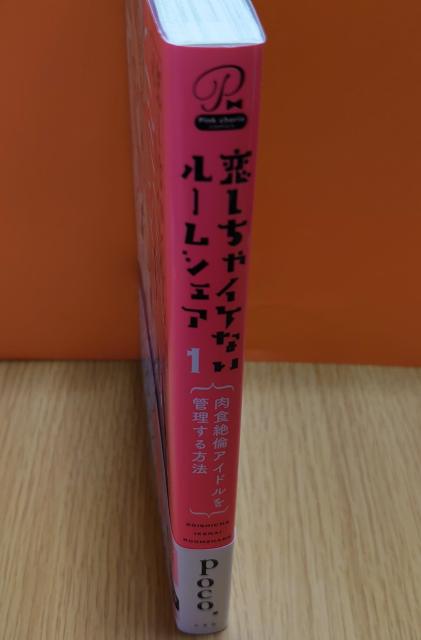 P
Pink cherie
恋しちゃイケない
ルームシェア
1
肉食絶倫アイドルを
管理する方法
KOISHICHA
IKENAI
ROOMSHARE
poco.